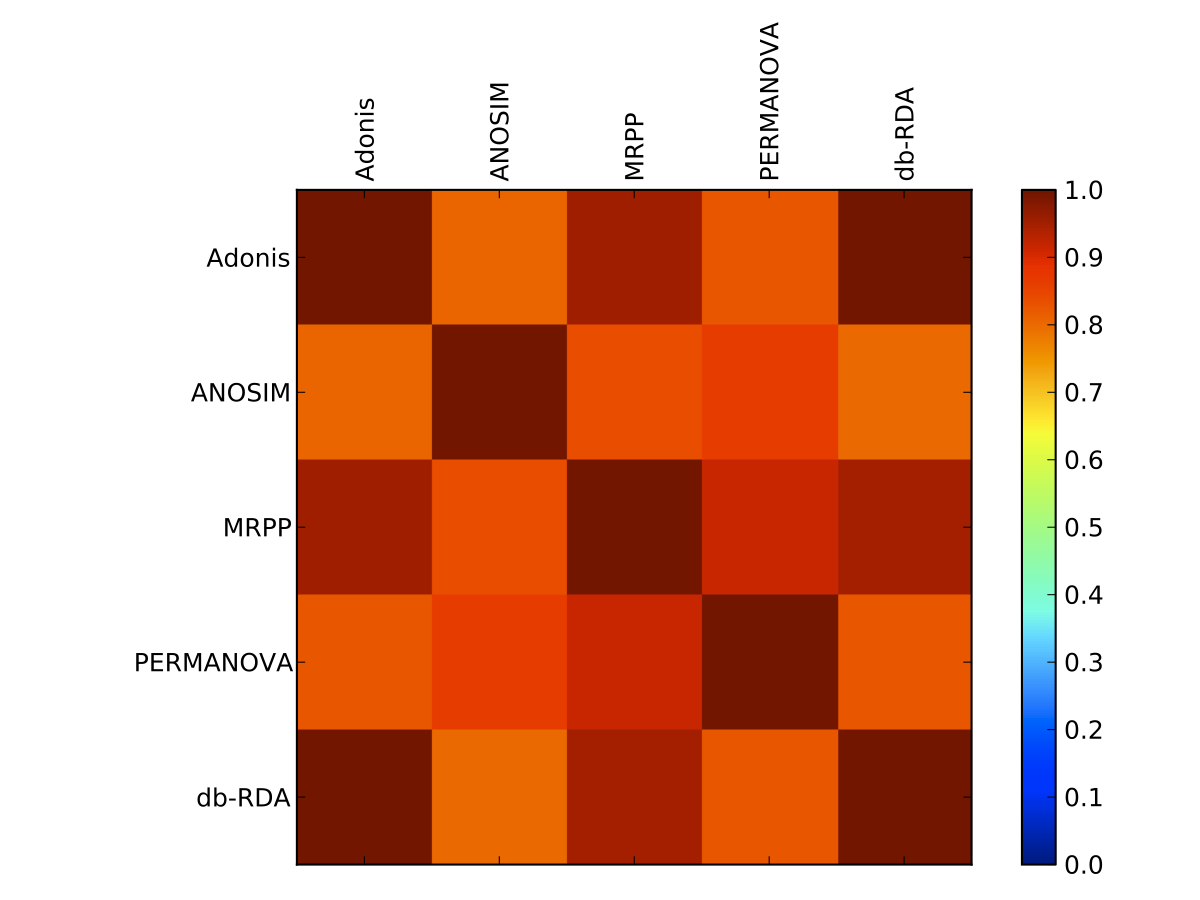 Adonis
ANOSIM
MRPP
PERMANOVA
db-RDA
Adonis
ANOSIM
MRPP
PERMANOVA
db-RDA
1.0
0.9
0.8
0.7
0.6
0.5
0.4
0.3
0.2
0.1
0.0